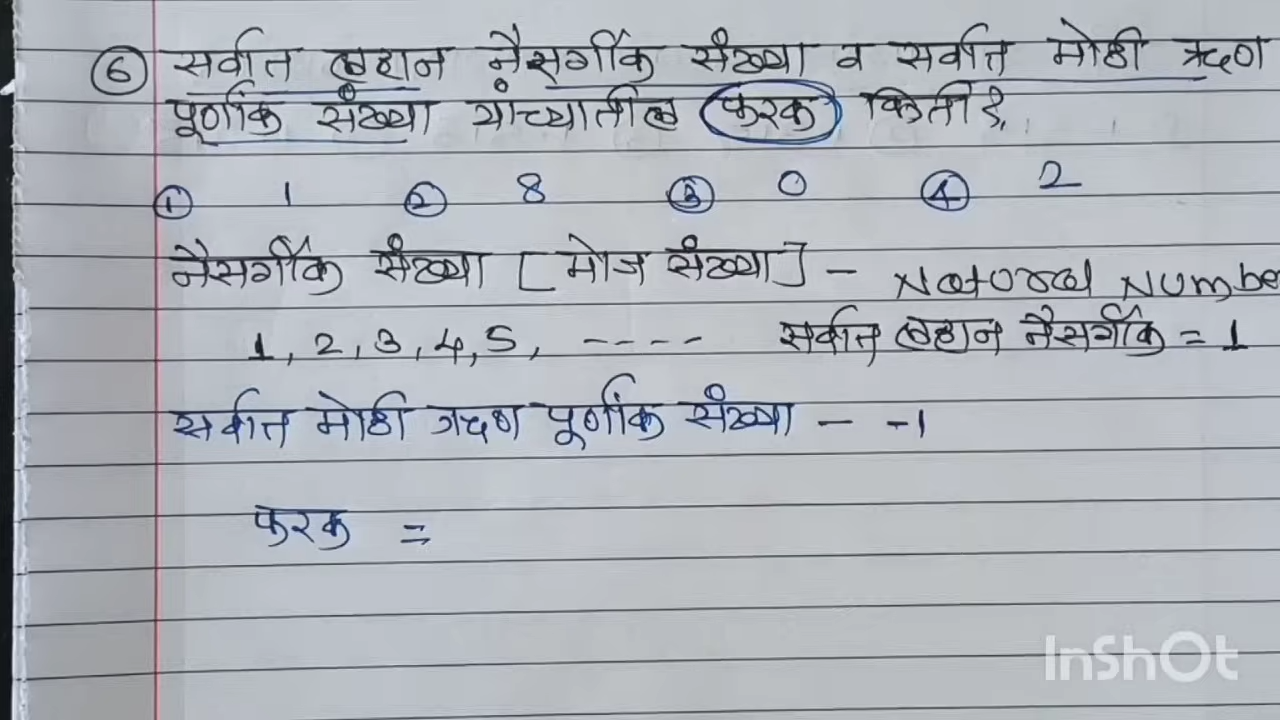 ⑥ सर्वात लहान नैसर्गीक संख्या व सर्वात मोठी ऋण
पूर्णांक संख्या यांच्यातील फरक किती?
① 1 ② 8 ③ 0 ④ 2
नैसर्गीक संख्या [मोज संख्या] – Natural Number
1, 2, 3, 4, 5, ---- सर्वात लहान नैसर्गीक = 1
सर्वात मोठी ऋण पूर्णांक संख्या – -1
फरक =
InShOt